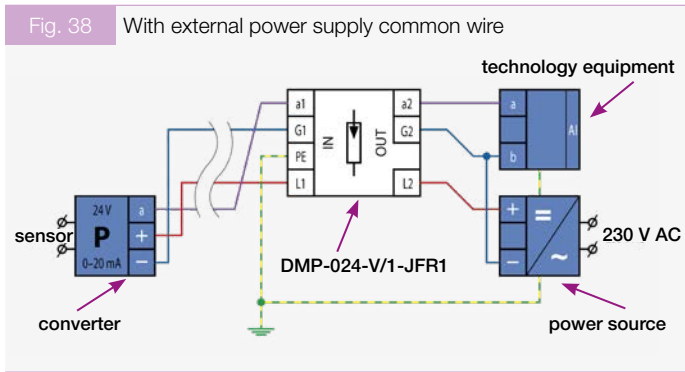 Fig. 38 With external power supply common wire
technology equipment
a1 a2 a
G1 IN OUT G2 AI
PE b
L1 L2
24 V a +
sensor P + = 230 V AC
0–20 mA – – ~
DMP-024-V/1-JFR1
converter power source